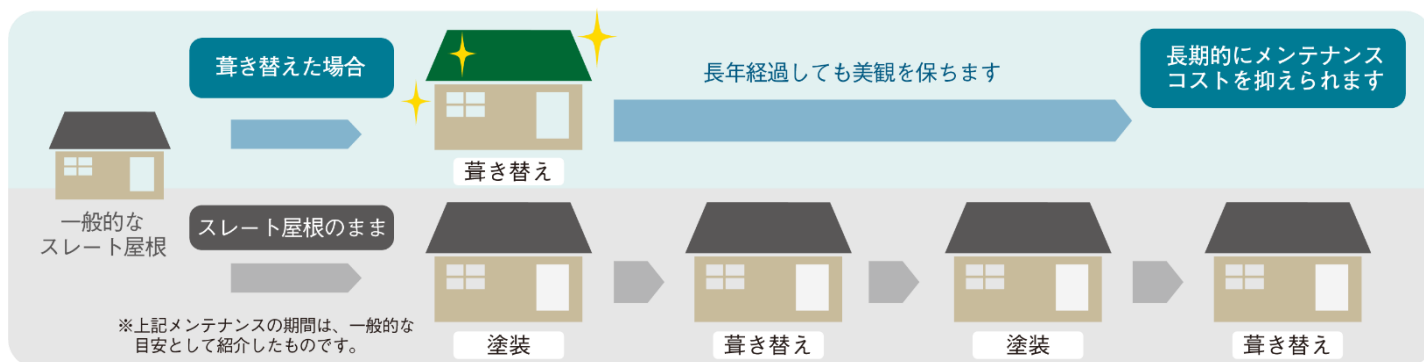 葺き替えた場合
長年経過しても美観を保ちます
長期的にメンテナンス
コストを抑えられます
葺き替え
一般的な
スレート屋根
スレート屋根のまま
※上記メンテナンスの期間は、一般的な
目安として紹介したものです。
塗装
葺き替え
塗装
葺き替え